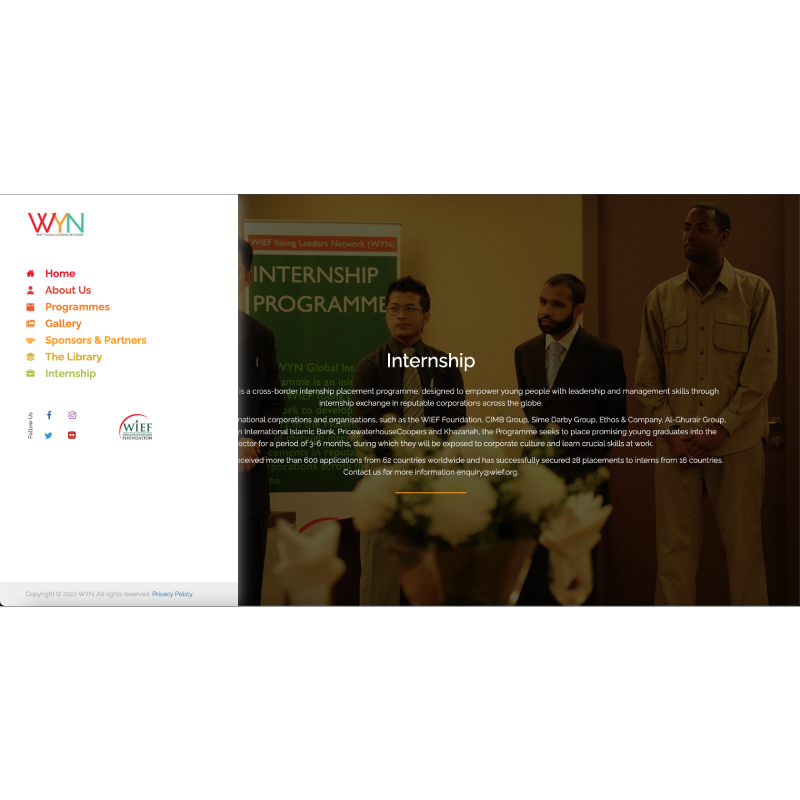 WYN
WIEF YOUNG LEADERS NETWORK
Home
About Us
Programmes
Gallery
Sponsors & Partners
The Library
Internship
Follow Us
WIEF
FOUNDATION
Copyright © 2022 WYN. All rights reserved. Privacy Policy
WIEF Young Leaders Network (WYN)
INTERNSHIP
PROGRAMME
WYN Global Int
amme is an ini
rk to develop
cements in reputa
rporations acro
be.
Internship
is a cross-border internship placement programme, designed to empower young people with leadership and management skills through
internship exchange in reputable corporations across the globe.
national corporations and organisations, such as the WIEF Foundation, CIMB Group, Sime Darby Group, Ethos & Company, Al-Ghurair Group,
n International Islamic Bank, PricewaterhouseCoopers and Khazanah, the Programme seeks to place promising young graduates into the
ector for a period of 3-6 months, during which they will be exposed to corporate culture and learn crucial skills at work.
eceived more than 600 applications from 62 countries worldwide and has successfully secured 28 placements to interns from 16 countries.
Contact us for more information enquiry@wief.org.